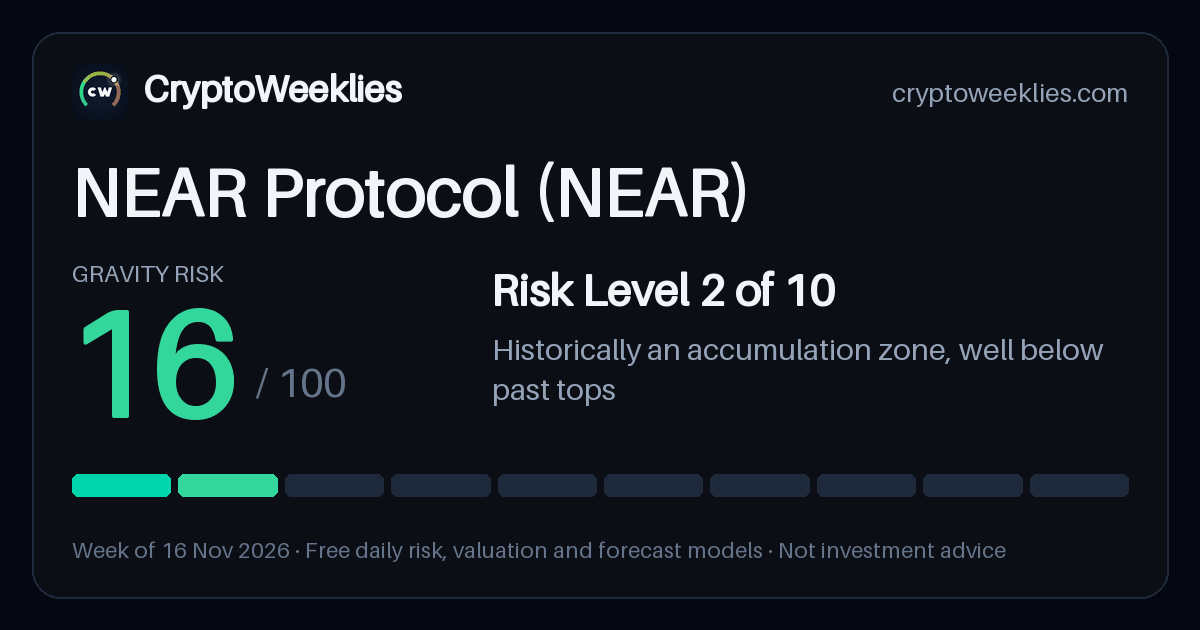 CW
CryptoWeeklies
cryptoweeklies.com
NEAR Protocol (NEAR)
GRAVITY RISK
16 / 100
Risk Level 2 of 10
Historically an accumulation zone, well below
past tops
Week of 16 Nov 2026 · Free daily risk, valuation and forecast models · Not investment advice